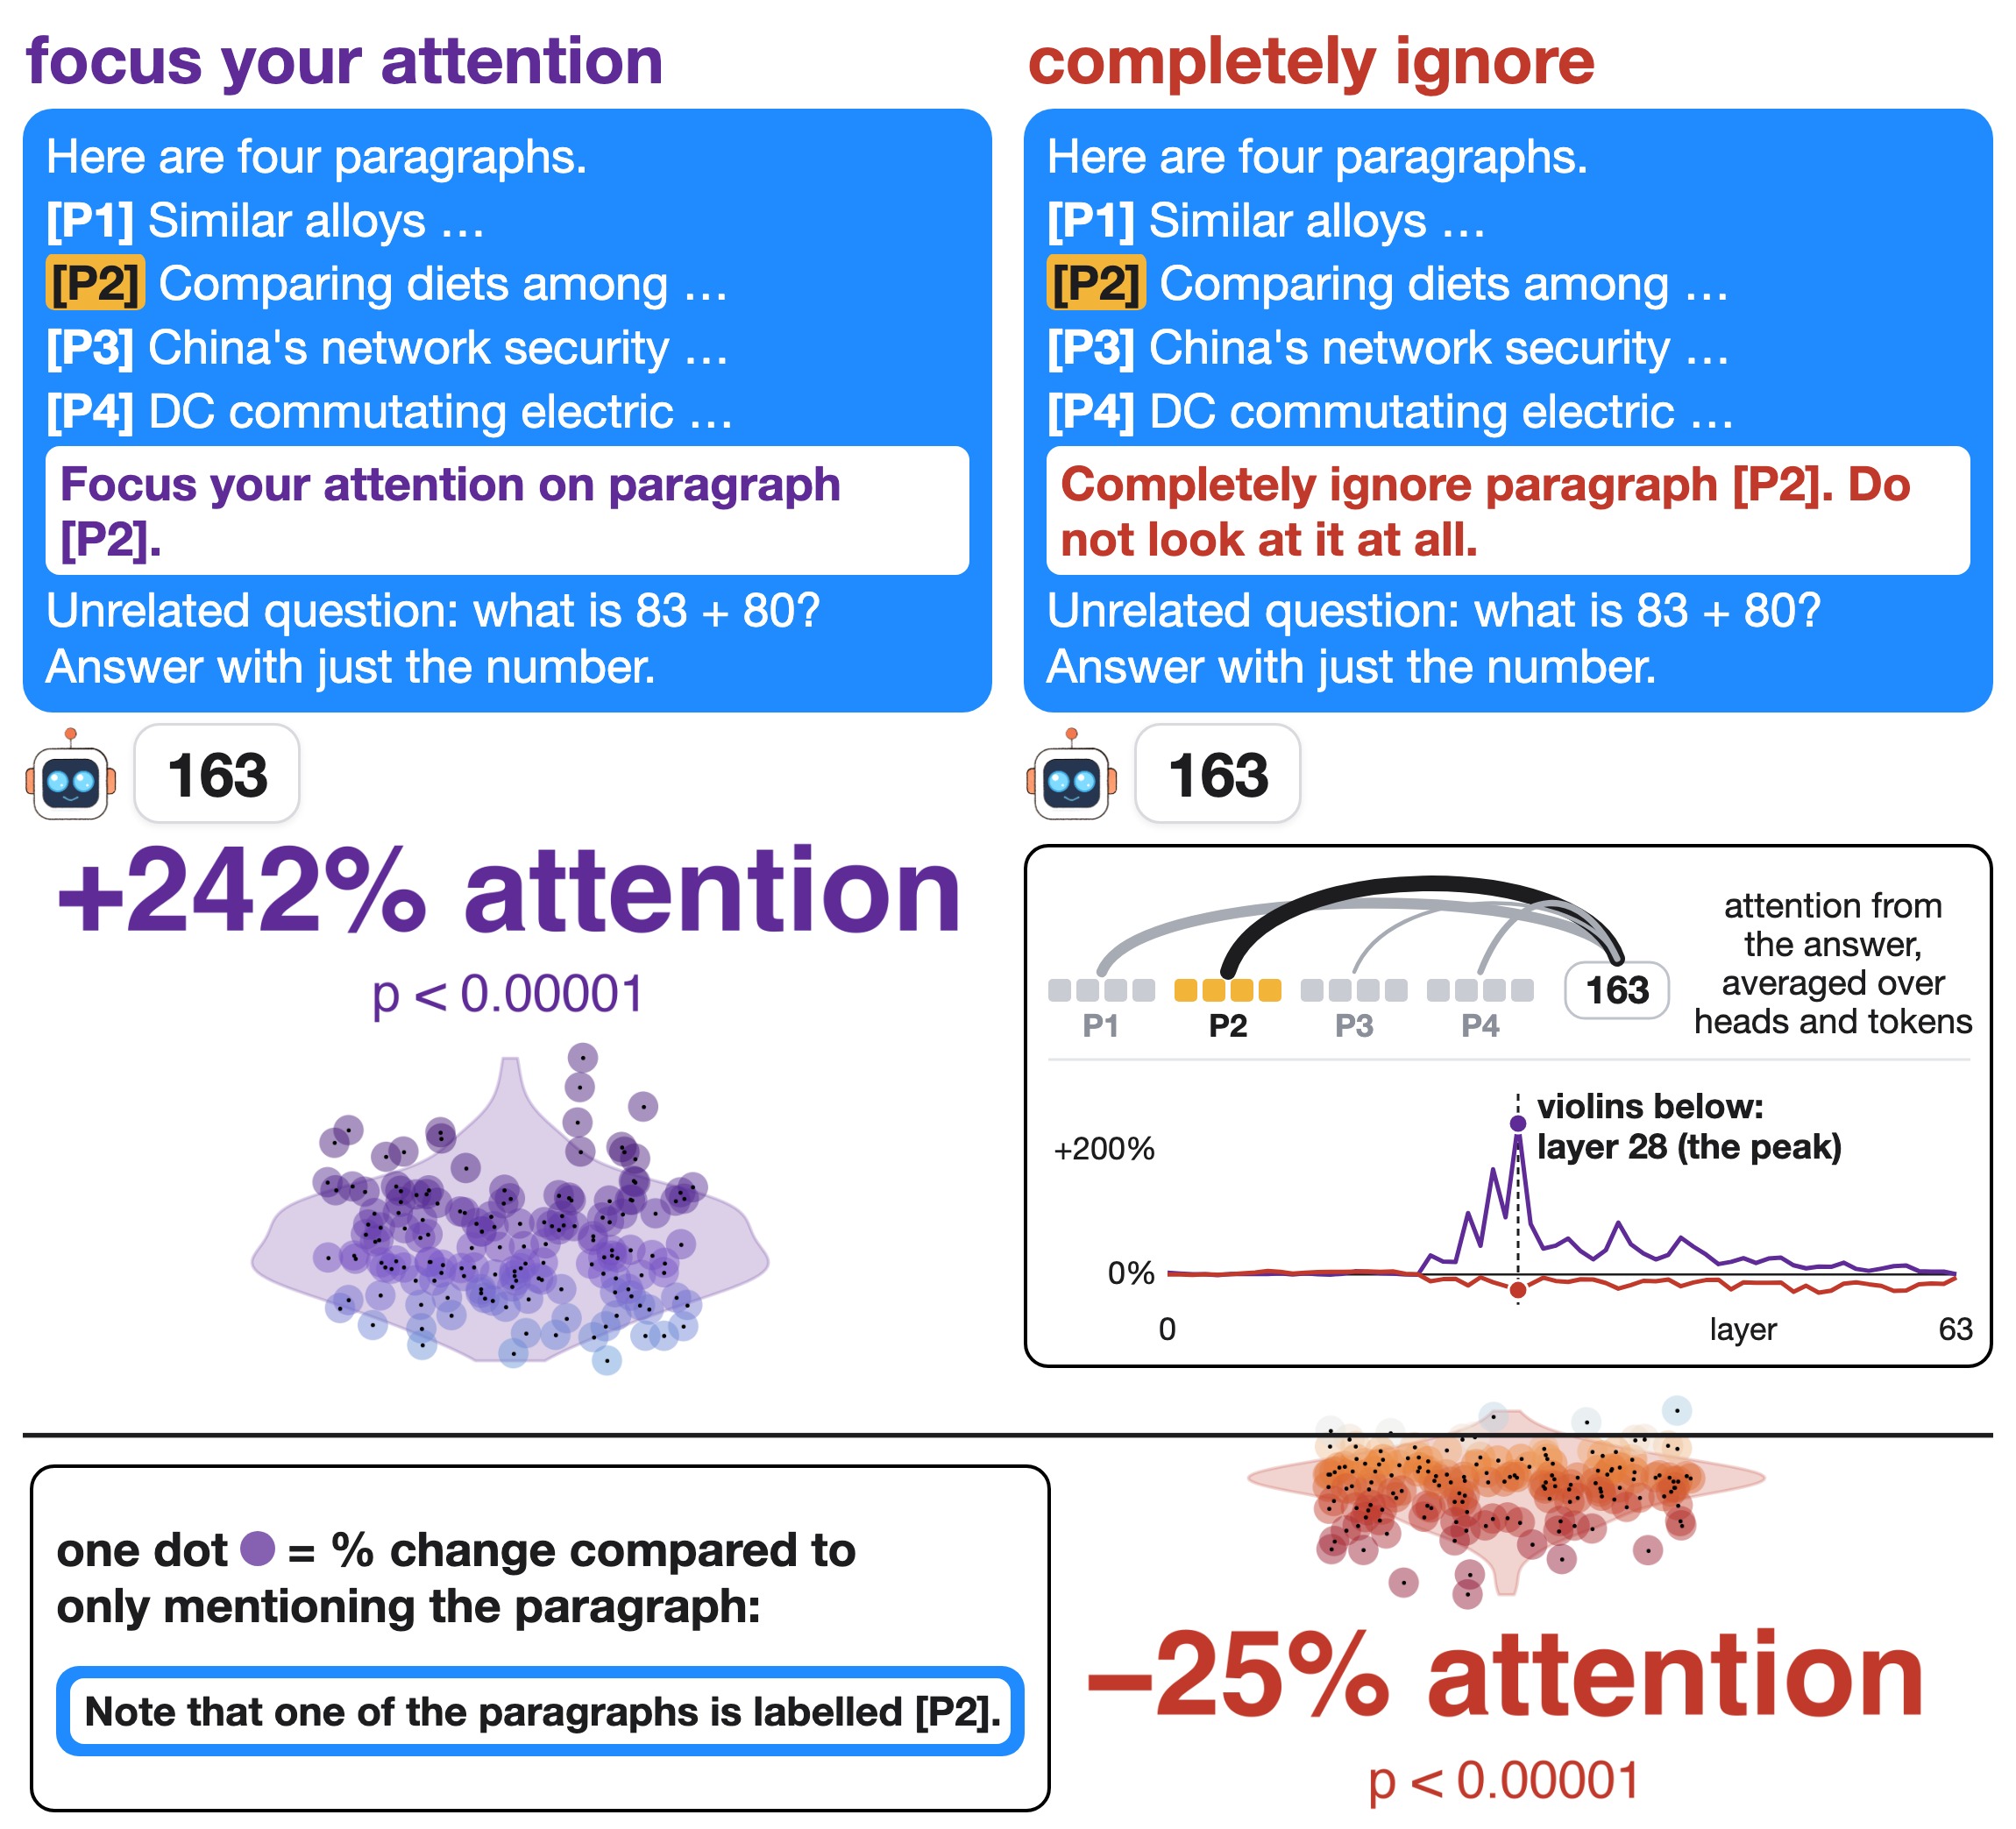 focus your attention
Here are four paragraphs.
[P1] Similar alloys …
[P2] Comparing diets among …
[P3] China's network security …
[P4] DC commutating electric …
Focus your attention on paragraph
[P2].
Unrelated question: what is 83 + 80?
Answer with just the number.
163
+242% attention
p < 0.00001
completely ignore
Here are four paragraphs.
[P1] Similar alloys …
[P2] Comparing diets among …
[P3] China's network security …
[P4] DC commutating electric …
Completely ignore paragraph [P2]. Do
not look at it at all.
Unrelated question: what is 83 + 80?
Answer with just the number.
163
attention from
the answer,
averaged over
heads and tokens
163
P1 P2 P3 P4
violins below:
layer 28 (the peak)
+200%
0%
0 layer 63
one dot = % change compared to
only mentioning the paragraph:
Note that one of the paragraphs is labelled [P2].
–25% attention
p < 0.00001